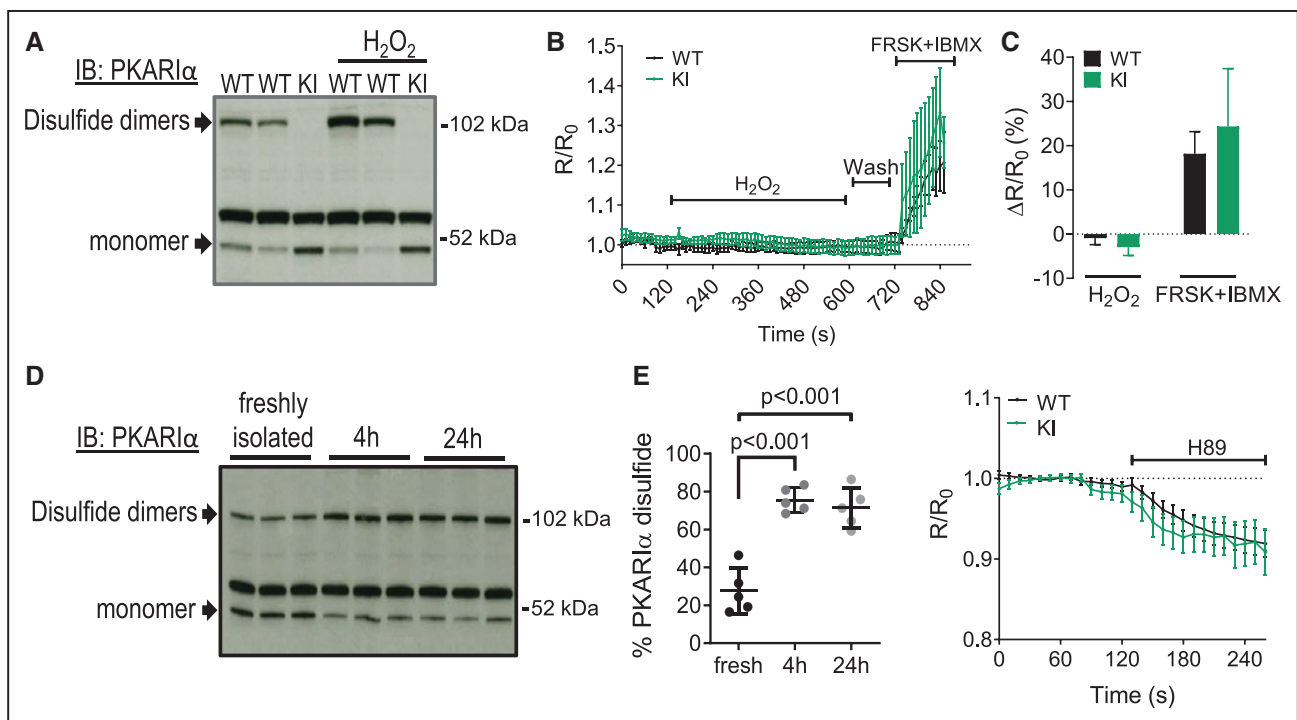 A
H2O2
IB: PKARIα
WT WT KI WT WT KI
Disulfide dimers
-102 kDa
monomer
-52 kDa
B
FRSK+IBMX
WT
KI
Wash
H2O2
R/R0
1.5
1.4
1.3
1.2
1.1
1.0
0 120 240 360 480 600 720 840
Time (s)
C
WT
KI
ΔR/R0 (%)
40
30
20
10
0
-10
H2O2 FRSK+IBMX
D
freshly
isolated 4h 24h
IB: PKARIα
Disulfide dimers
-102 kDa
monomer
-52 kDa
E
p<0.001
p<0.001
% PKARIα disulfide
100
80
60
40
20
0
fresh 4h 24h
WT
KI
H89
R/R0
1.1
1.0
0.9
0.8
0 60 120 180 240
Time (s)